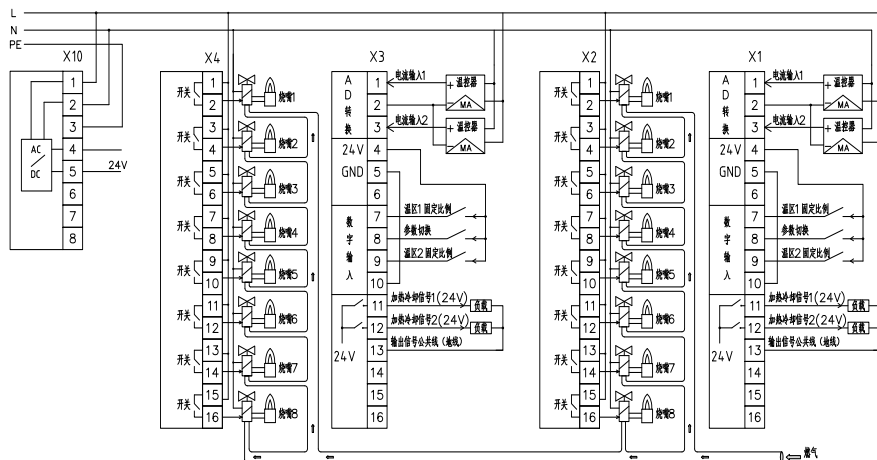 L
N
PE
X10
1
2
3
4
5
6
7
8
AC
DC
24V
X4
开关
1
2
开关
3
4
开关
5
6
开关
7
8
开关
9
10
开关
11
12
开关
13
14
开关
15
16
烧嘴1
烧嘴2
烧嘴3
烧嘴4
烧嘴5
烧嘴6
烧嘴7
烧嘴8
X3
AD转换
24V
GND
数字输入
24V
1
2
3
4
5
6
7
8
9
10
11
12
13
14
15
16
电流输入1
+ 温控器
− MA
电流输入2
+ 温控器
− MA
温区1 固定比例
参数切换
温区2 固定比例
加热冷却信号1(24V)
负载
加热冷却信号2(24V)
负载
输出信号公共线 (地线)
X2
开关
1
2
开关
3
4
开关
5
6
开关
7
8
开关
9
10
开关
11
12
开关
13
14
开关
15
16
烧嘴1
烧嘴2
烧嘴3
烧嘴4
烧嘴5
烧嘴6
烧嘴7
烧嘴8
X1
AD转换
24V
GND
数字输入
24V
1
2
3
4
5
6
7
8
9
10
11
12
13
14
15
16
电流输入1
+ 温控器
− MA
电流输入2
+ 温控器
− MA
温区1 固定比例
参数切换
温区2 固定比例
加热冷却信号1(24V)
负载
加热冷却信号2(24V)
负载
输出信号公共线 (地线)
燃气